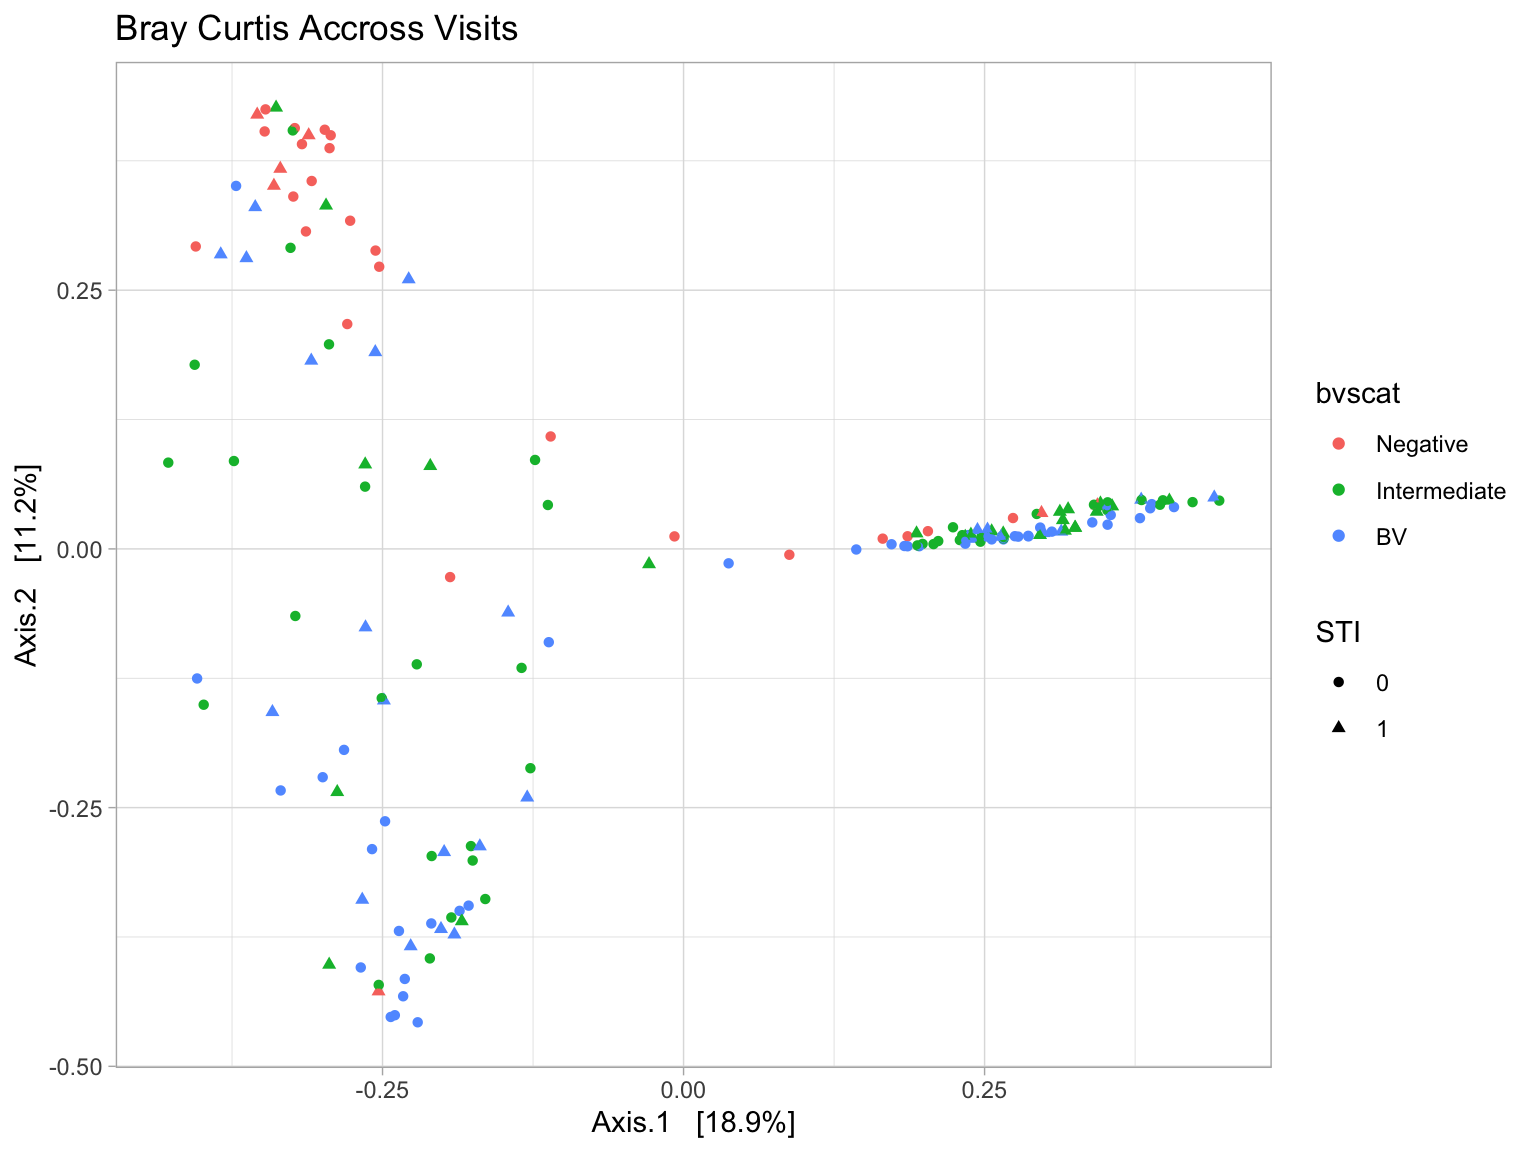 Bray Curtis Accross Visits
Axis.2 [11.2%]
0.25
0.00
-0.25
-0.50
-0.25
0.00
0.25
Axis.1 [18.9%]
bvscat
Negative
Intermediate
BV
STI
0
1